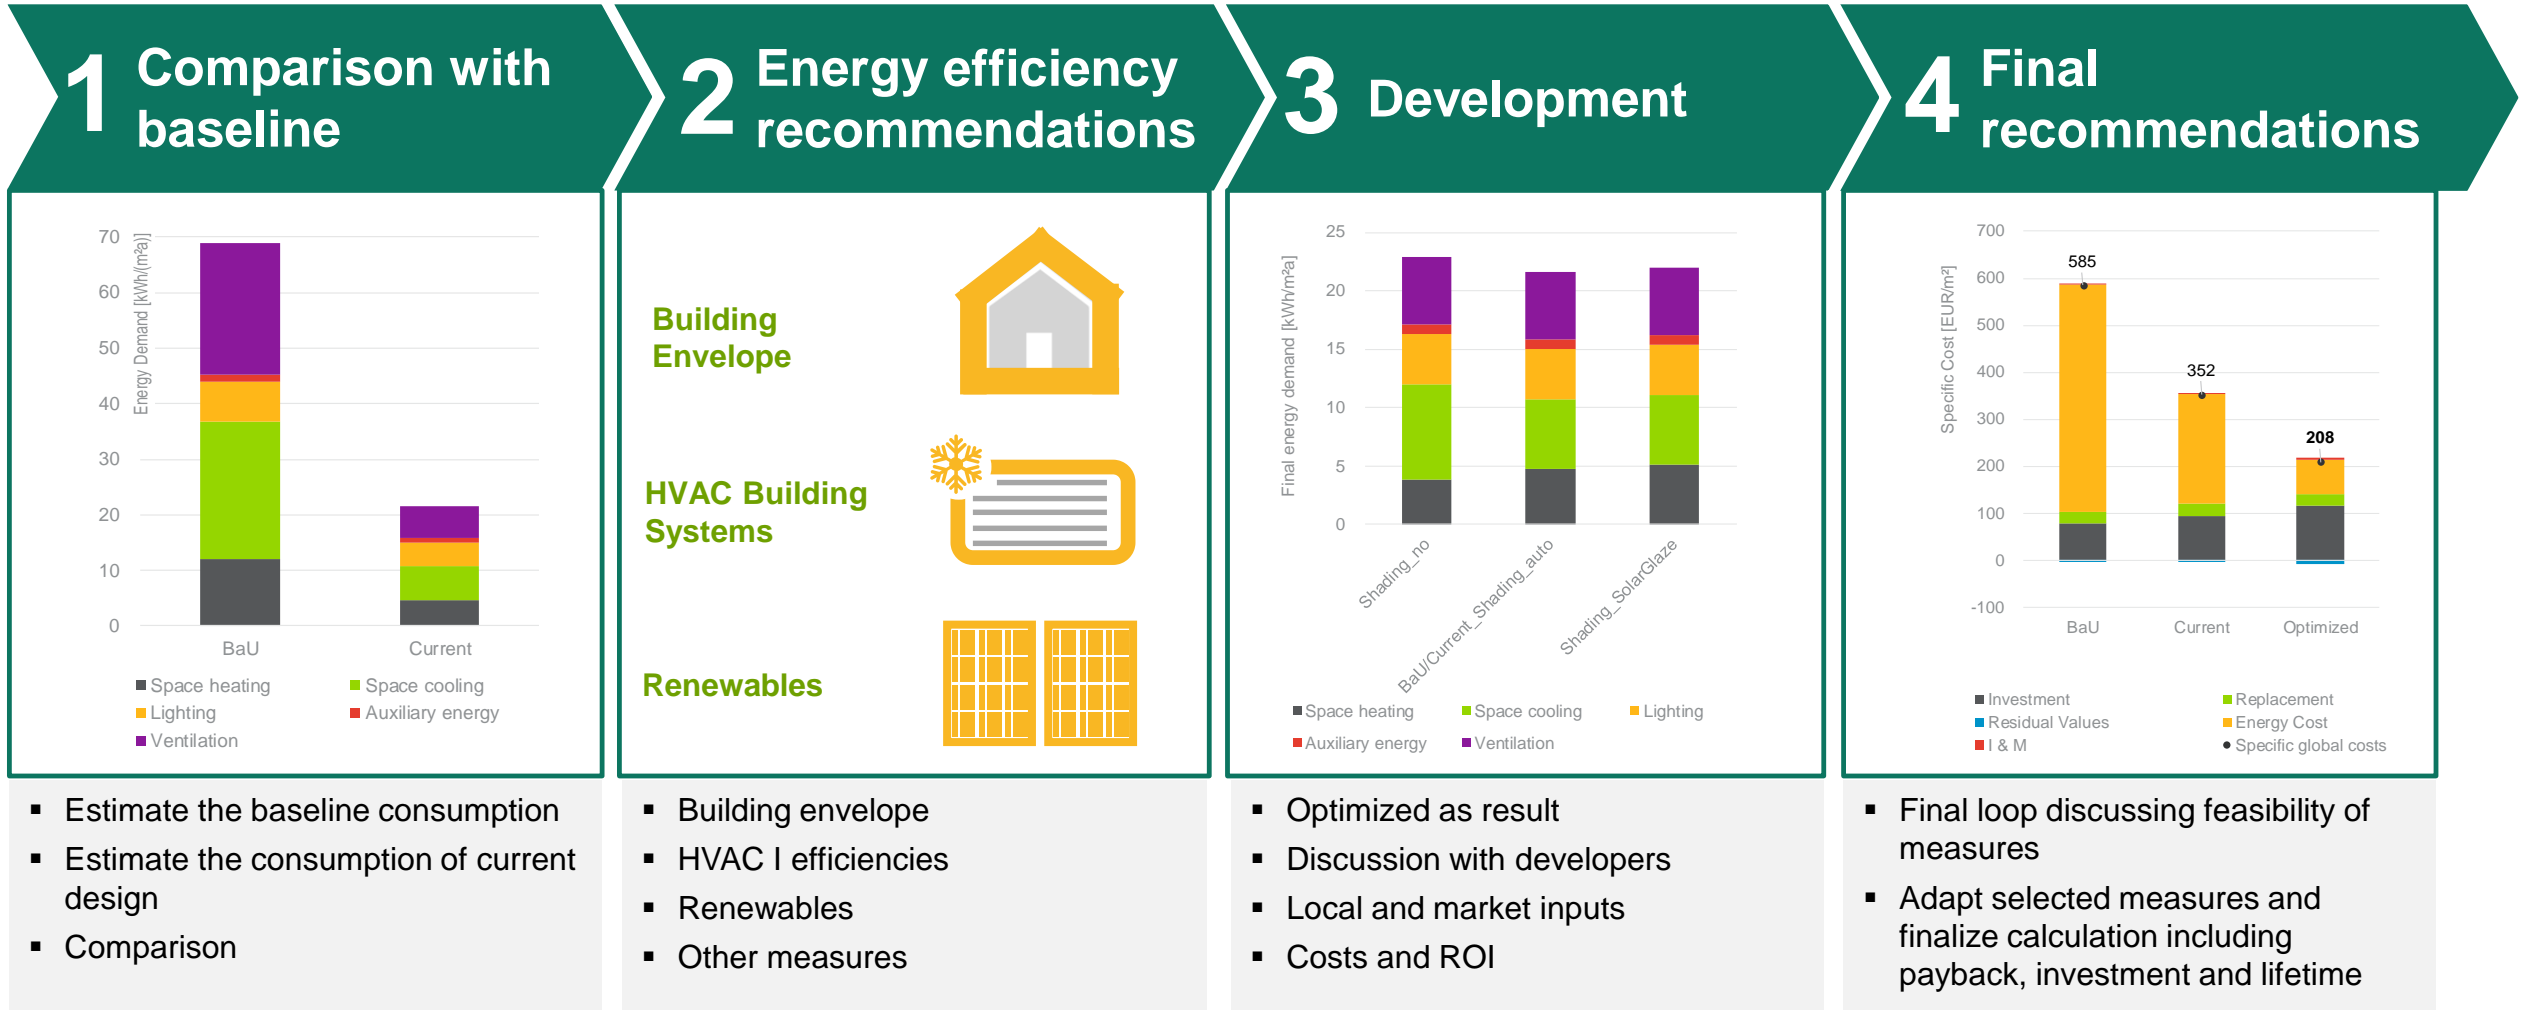 1 Comparison with
baseline
2 Energy efficiency
recommendations
3 Development
4 Final
recommendations
Energy Demand [kWh/(m²a)]
70
60
50
40
30
20
10
0
BaU
Current
Space heating
Space cooling
Lighting
Auxiliary energy
Ventilation
Building
Envelope
HVAC Building
Systems
Renewables
Final energy demand [kWh/m²a]
25
20
15
10
5
0
Shading_no
BaU/Current_Shading_auto
Shading_SolarGlaze
Space heating
Space cooling
Lighting
Auxiliary energy
Ventilation
Specific Cost [EUR/m²]
700
600
500
400
300
200
100
0
-100
585
352
208
BaU
Current
Optimized
Investment
Replacement
Residual Values
Energy Cost
I & M
Specific global costs
▪ Estimate the baseline consumption
▪ Estimate the consumption of current
design
▪ Comparison
▪ Building envelope
▪ HVAC I efficiencies
▪ Renewables
▪ Other measures
▪ Optimized as result
▪ Discussion with developers
▪ Local and market inputs
▪ Costs and ROI
▪ Final loop discussing feasibility of
measures
▪ Adapt selected measures and
finalize calculation including
payback, investment and lifetime